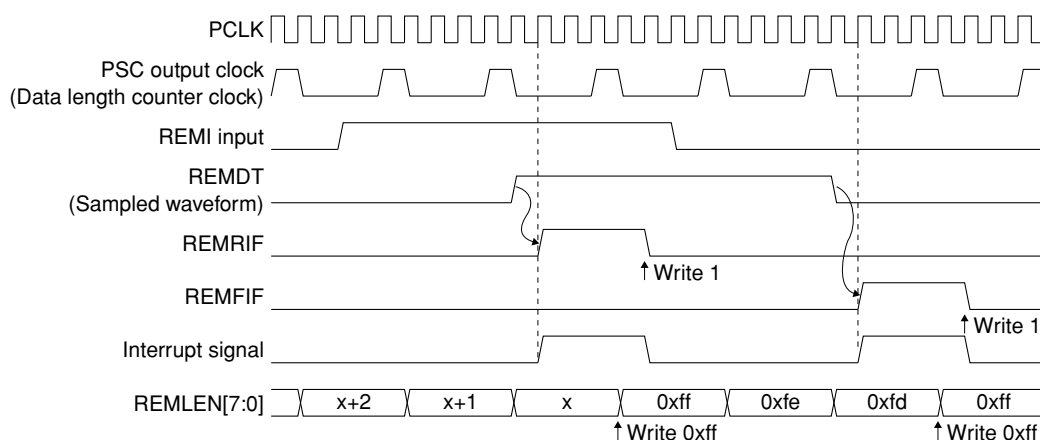 PCLK
PSC output clock
(Data length counter clock)
REMI input
REMDT
(Sampled waveform)
REMRIF
Write 1
REMFIF
Write 1
Interrupt signal
REMLEN[7:0] x+2 x+1 x 0xff 0xfe 0xfd 0xff
Write 0xff Write 0xff